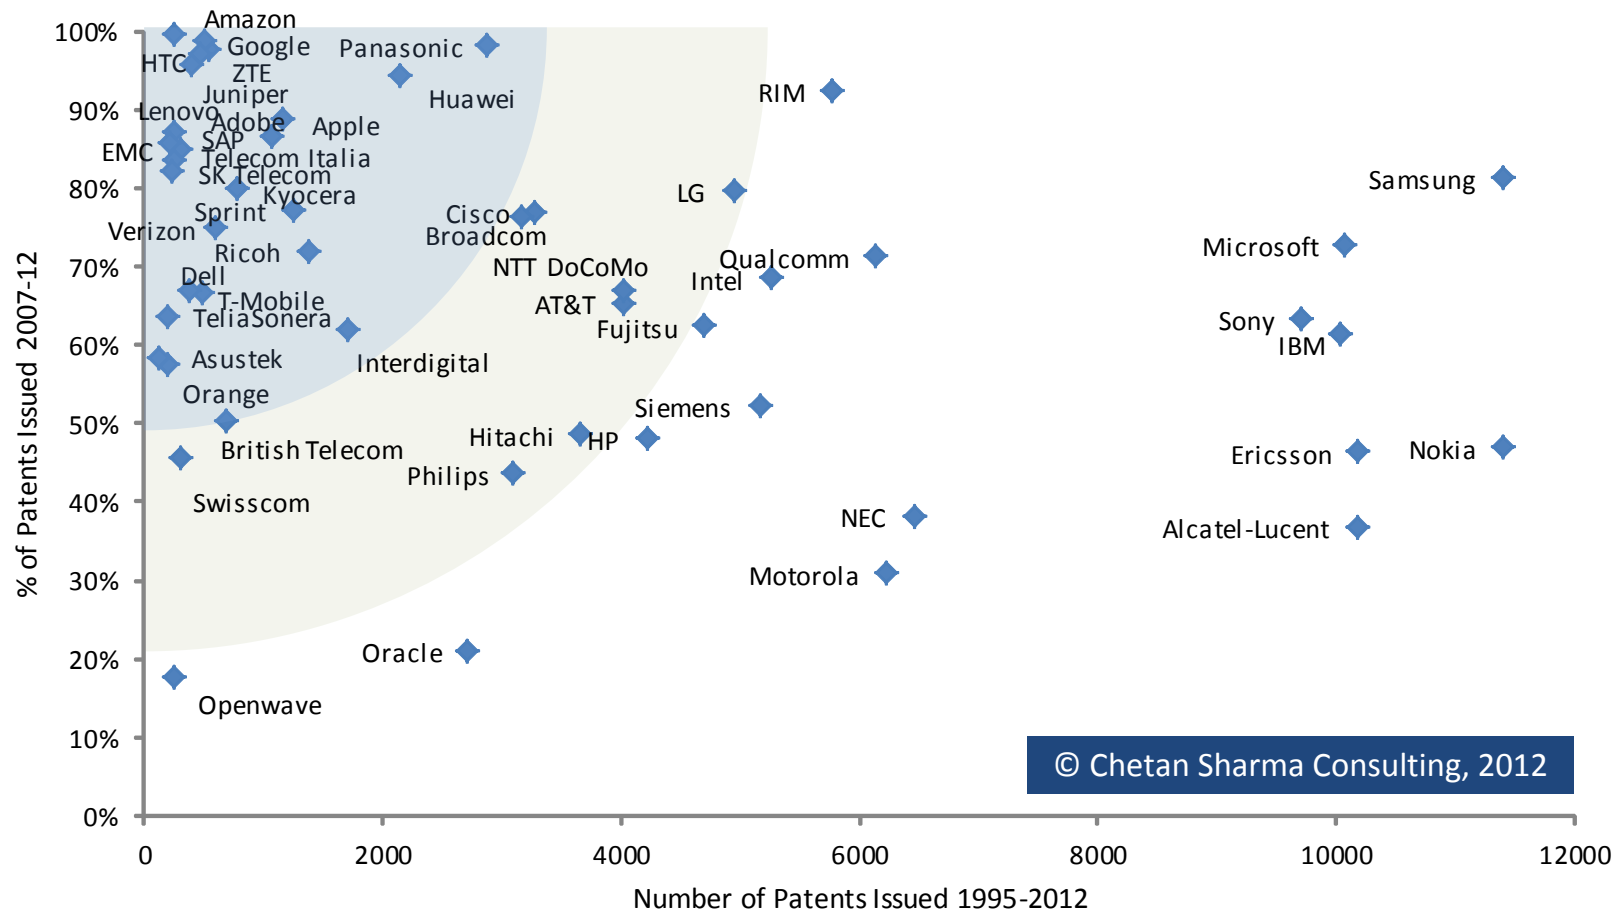 Amazon
100%
Google
Panasonic
HTC
ZTE
Juniper
Huawei
RIM
90%
Lenovo
Adobe
Apple
SAP
EMC
Telecom Italia
SK Telecom
80%
Kyocera
LG
Samsung
Sprint
Cisco
Verizon
Broadcom
Ricoh
Microsoft
Qualcomm
70%
NTT DoCoMo
Dell
Intel
T-Mobile
AT&T
TeliaSonera
Fujitsu
Sony
60%
IBM
Asustek
Interdigital
Orange
Siemens
50%
Hitachi
HP
British Telecom
Ericsson
Nokia
Philips
40%
Swisscom
NEC
Alcatel-Lucent
30%
Motorola
20%
Oracle
Openwave
10%
© Chetan Sharma Consulting, 2012
0%
% of Patents Issued 2007-12
0 2000 4000 6000 8000 10000 12000
Number of Patents Issued 1995-2012